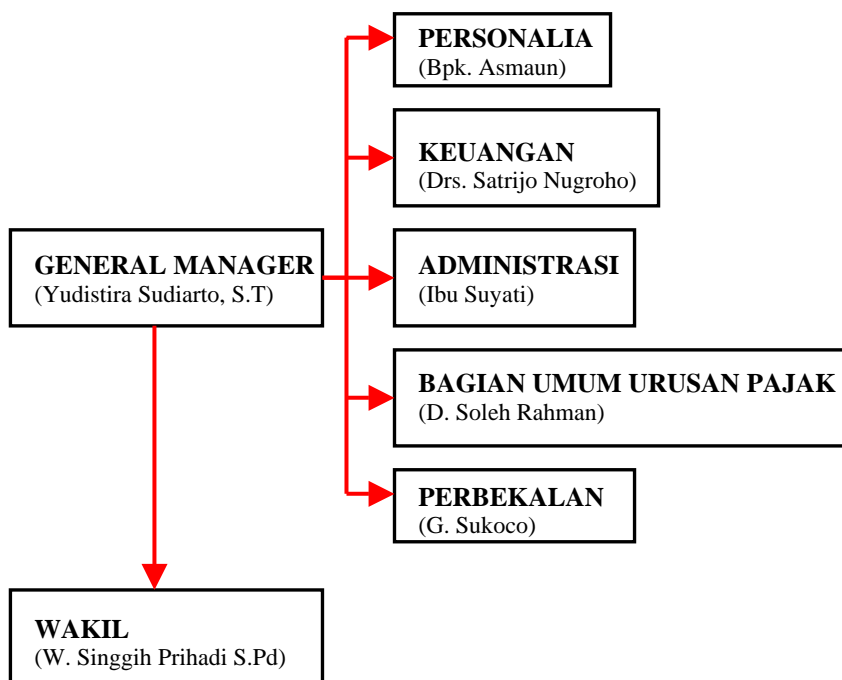 PERSONALIA
(Bpk. Asmaun)
KEUANGAN
(Drs. Satrijo Nugroho)
GENERAL MANAGER
(Yudistira Sudiarto, S.T)
ADMINISTRASI
(Ibu Suyati)
BAGIAN UMUM URUSAN PAJAK
(D. Soleh Rahman)
PERBEKALAN
(G. Sukoco)
WAKIL
(W. Singgih Prihadi S.Pd)